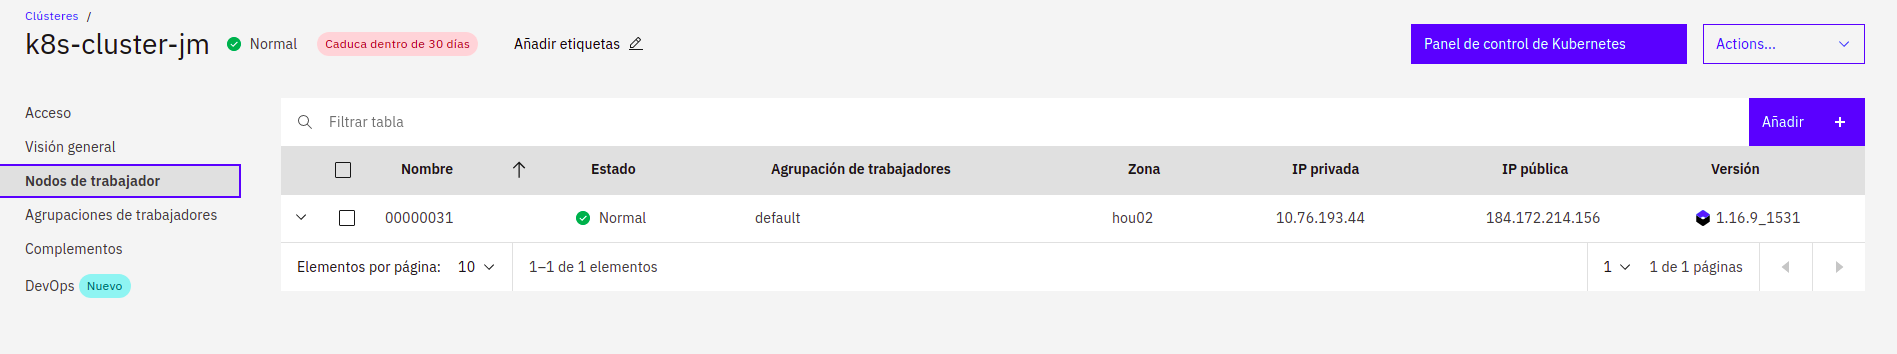 Clústeres /
k8s-cluster-jm Normal Caduca dentro de 30 días Añadir etiquetas Panel de control de Kubernetes Actions...
Acceso
Visión general
Nodos de trabajador
Agrupaciones de trabajadores
Complementos
DevOps Nuevo
Filtrar tabla Añadir +
Nombre Estado Agrupación de trabajadores Zona IP privada IP pública Versión
00000031 Normal default hou02 10.76.193.44 184.172.214.156 1.16.9_1531
Elementos por página: 10 1–1 de 1 elementos 1 1 de 1 páginas